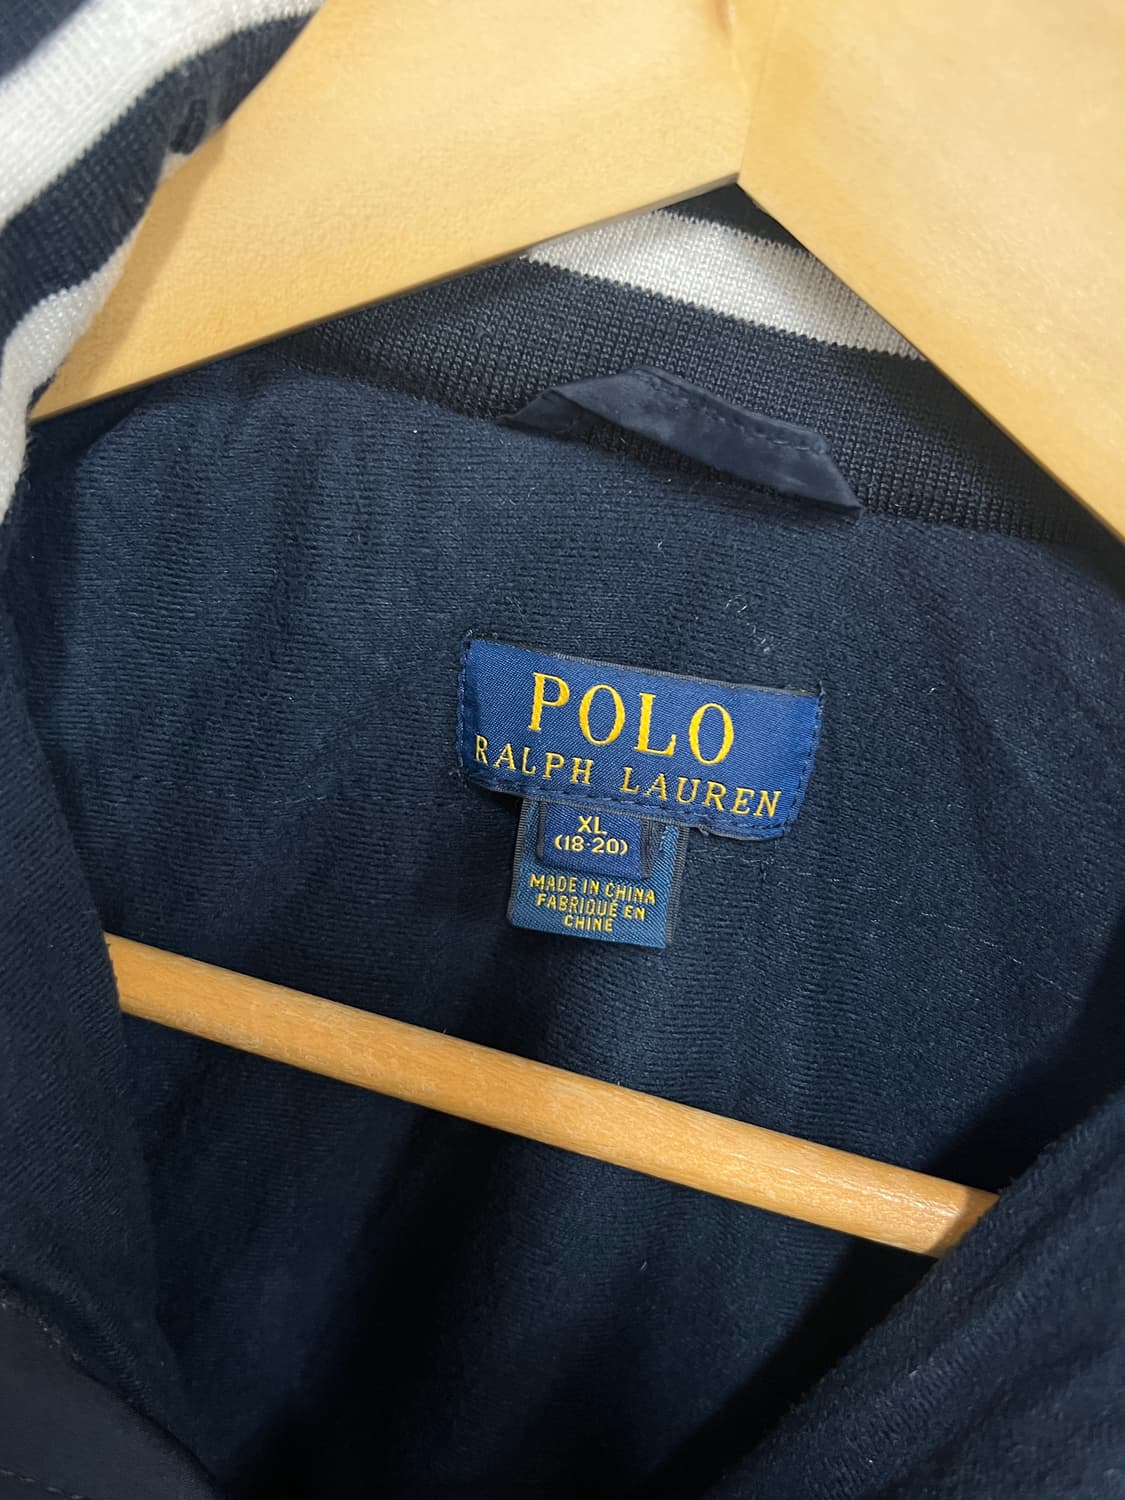 POLO
RALPH LAUREN
XL
(18-20)
MADE IN CHINA
FABRIQUÉ EN
CHINE